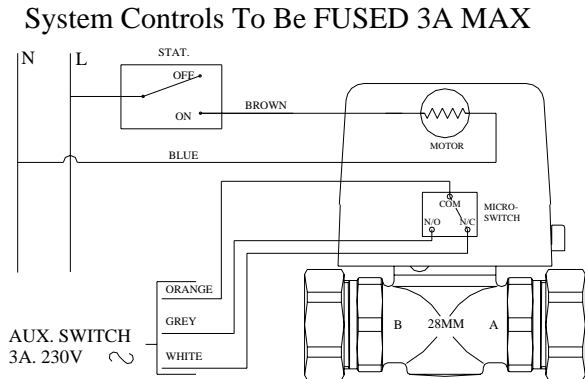 System Controls To Be FUSED 3A MAX
N L
STAT.
OFF
ON
BROWN
MOTOR
BLUE
COM
N/O N/C
MICRO-
SWITCH
ORANGE
GREY
WHITE
AUX. SWITCH
3A. 230V
B 28MM A